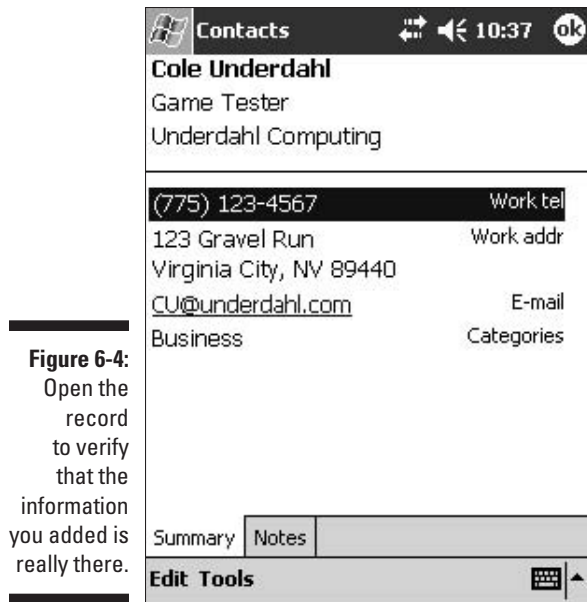 Contacts 10:37 ok
Cole Underdahl
Game Tester
Underdahl Computing
(775) 123-4567 Work tel
123 Gravel Run Work addr
Virginia City, NV 89440
CU@underdahl.com E-mail
Business Categories
Summary Notes
Edit Tools
Figure 6-4:
Open the
record
to verify
that the
information
you added is
really there.